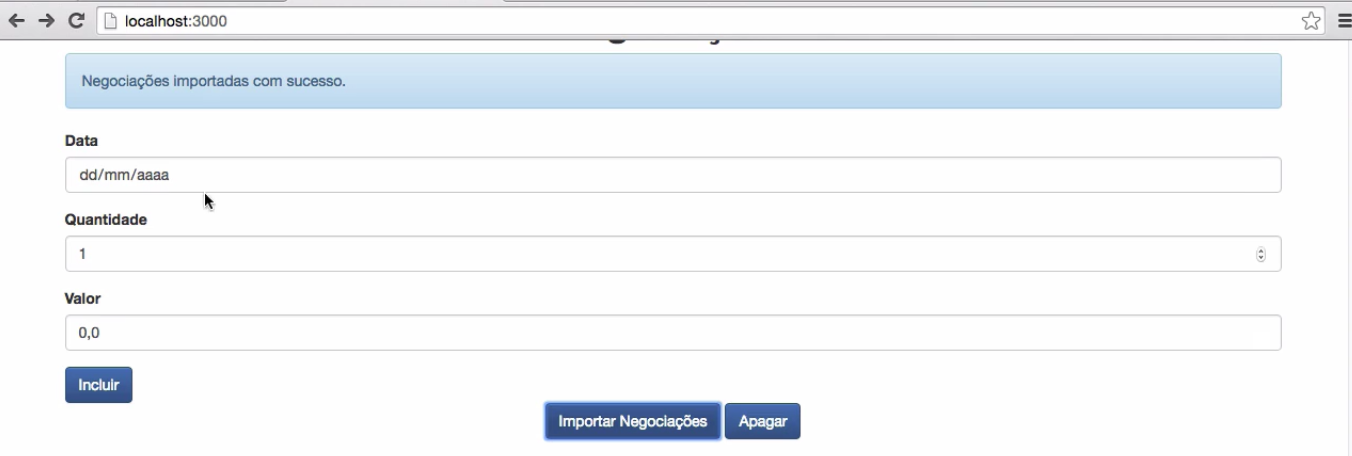 localhost:3000
Negociações importadas com sucesso.
Data
dd/mm/aaaa
Quantidade
1
Valor
0,0
Incluir
Importar Negociações Apagar